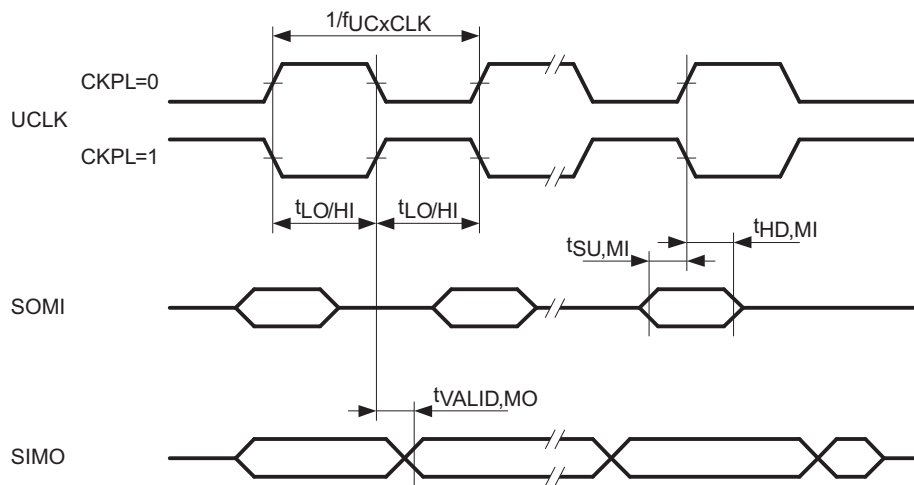 1/fUCxCLK
CKPL=0
UCLK
CKPL=1
tLO/HI tLO/HI
tSU,MI tHD,MI
SOMI
tVALID,MO
SIMO